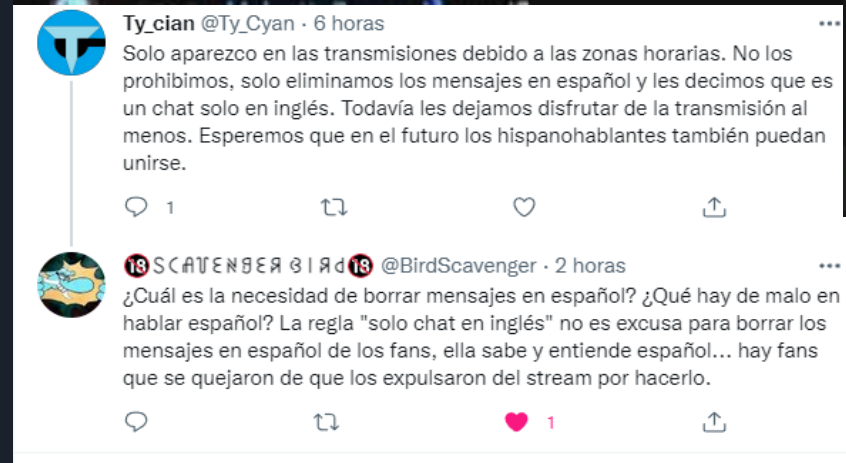 Ty_cian @Ty_Cyan · 6 horas
Solo aparezco en las transmisiones debido a las zonas horarias. No los
prohibimos, solo eliminamos los mensajes en español y les decimos que es
un chat solo en inglés. Todavía les dejamos disfrutar de la transmisión al
menos. Esperemos que en el futuro los hispanohablantes también puedan
unirse.
1
🔞SCAVENGER BIRd🔞 @BirdScavenger · 2 horas
¿Cuál es la necesidad de borrar mensajes en español? ¿Qué hay de malo en
hablar español? La regla "solo chat en inglés" no es excusa para borrar los
mensajes en español de los fans, ella sabe y entiende español... hay fans
que se quejaron de que los expulsaron del stream por hacerlo.
1